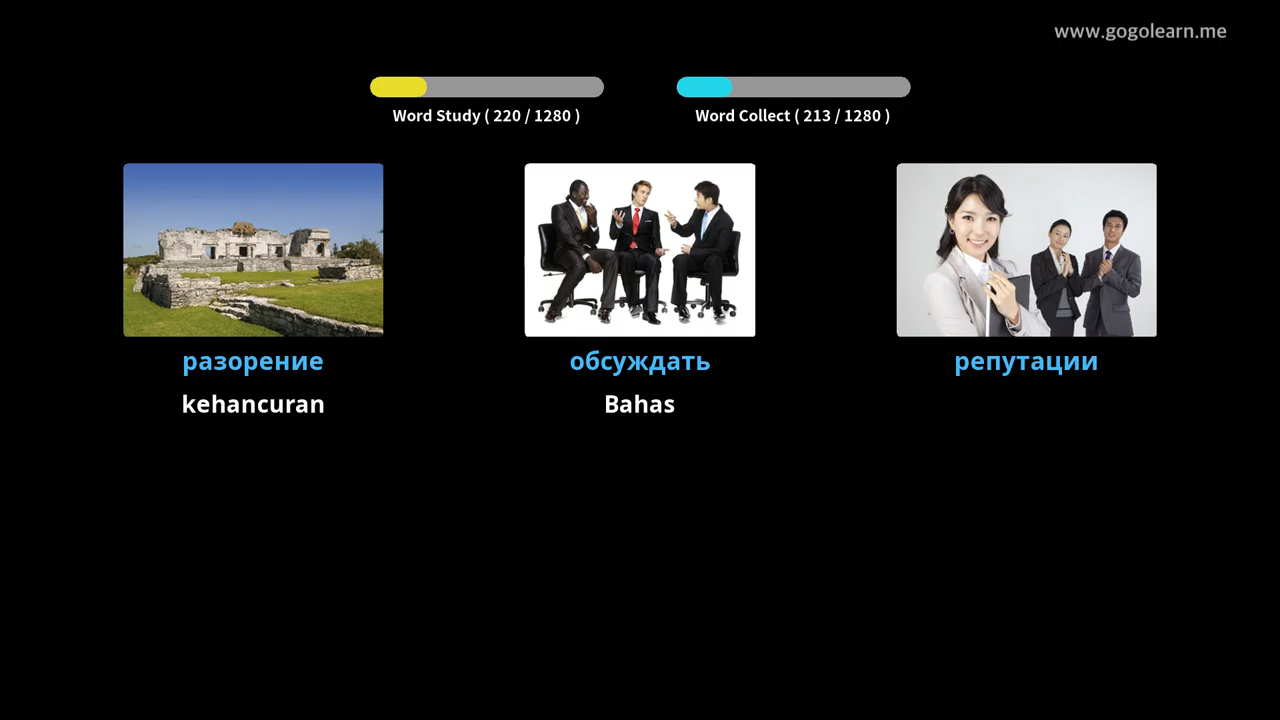 www.gogolearn.me
Word Study ( 220 / 1280 )
Word Collect ( 213 / 1280 )
разорение
обсуждать
репутации
kehancuran
Bahas